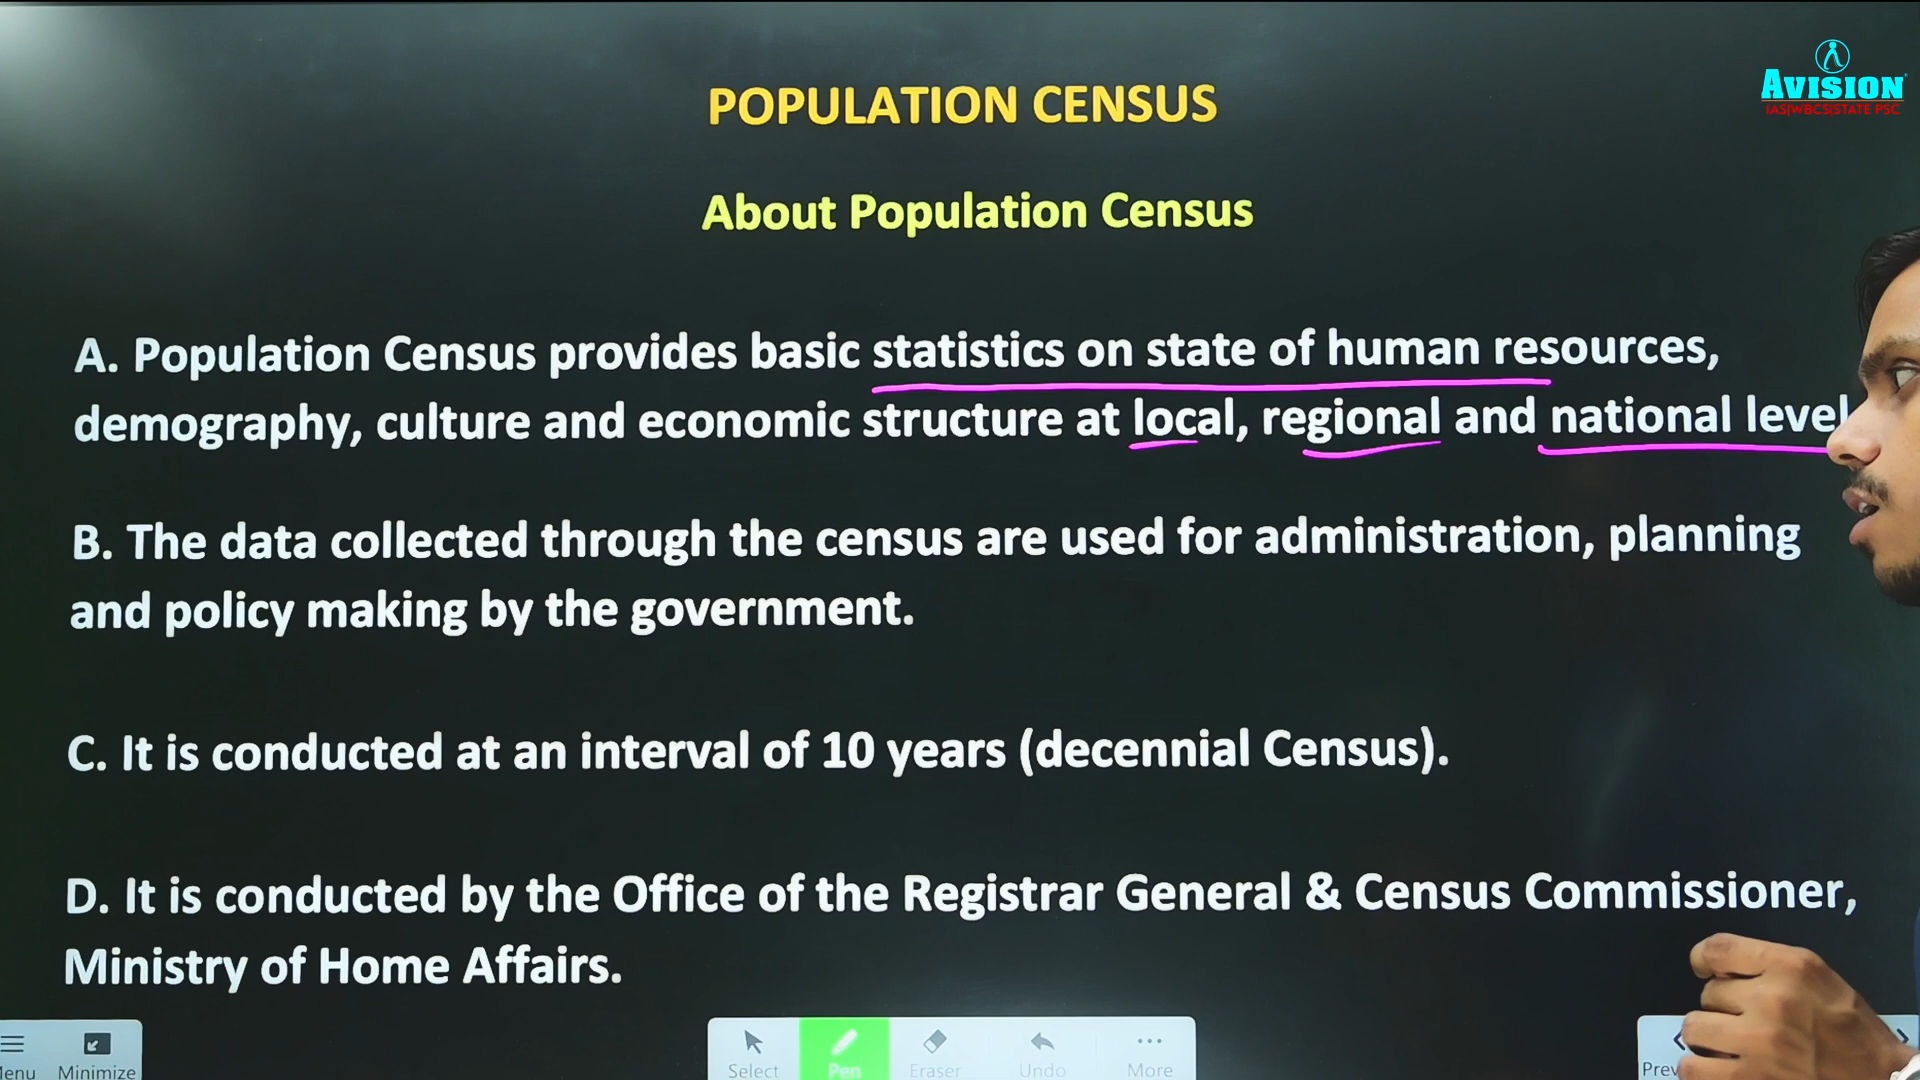 AVISION
IAS|WBCS|STATE PSC
POPULATION CENSUS
About Population Census
A. Population Census provides basic statistics on state of human resources,
demography, culture and economic structure at local, regional and national level
B. The data collected through the census are used for administration, planning
and policy making by the government.
C. It is conducted at an interval of 10 years (decennial Census).
D. It is conducted by the Office of the Registrar General & Census Commissioner,
Ministry of Home Affairs.
enu Minimize Select Pen Eraser Undo More Prev